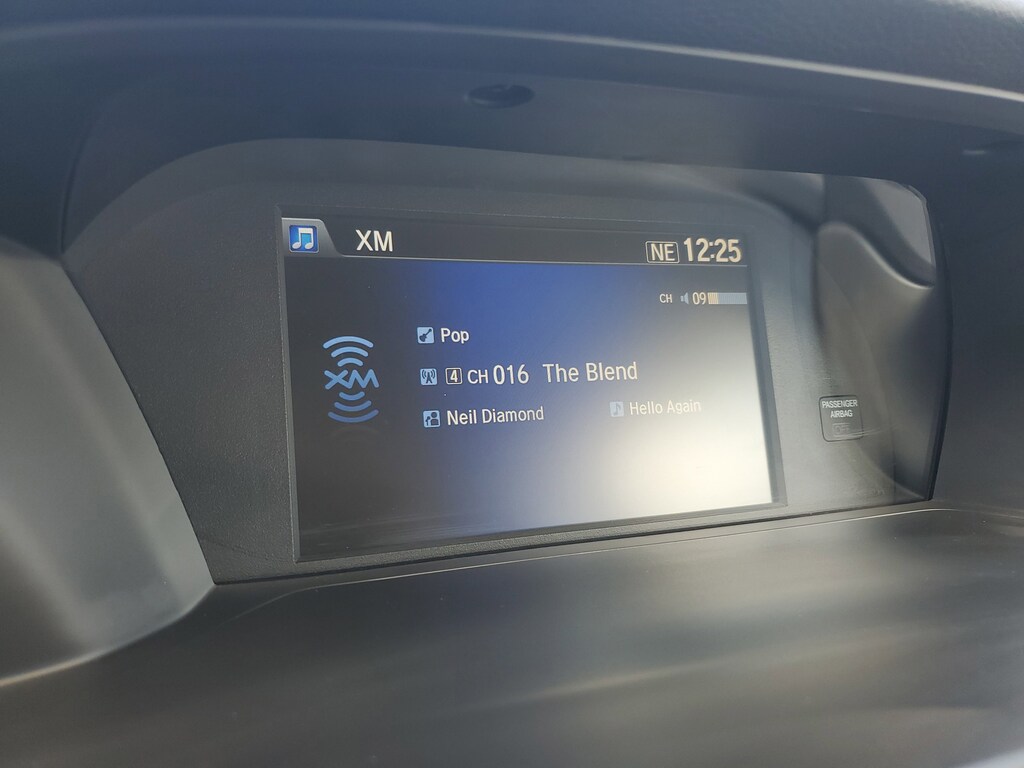 XM
NE 12:25
CH 09
Pop
XM
4 CH 016 The Blend
Neil Diamond Hello Again
PASSENGER
AIRBAG